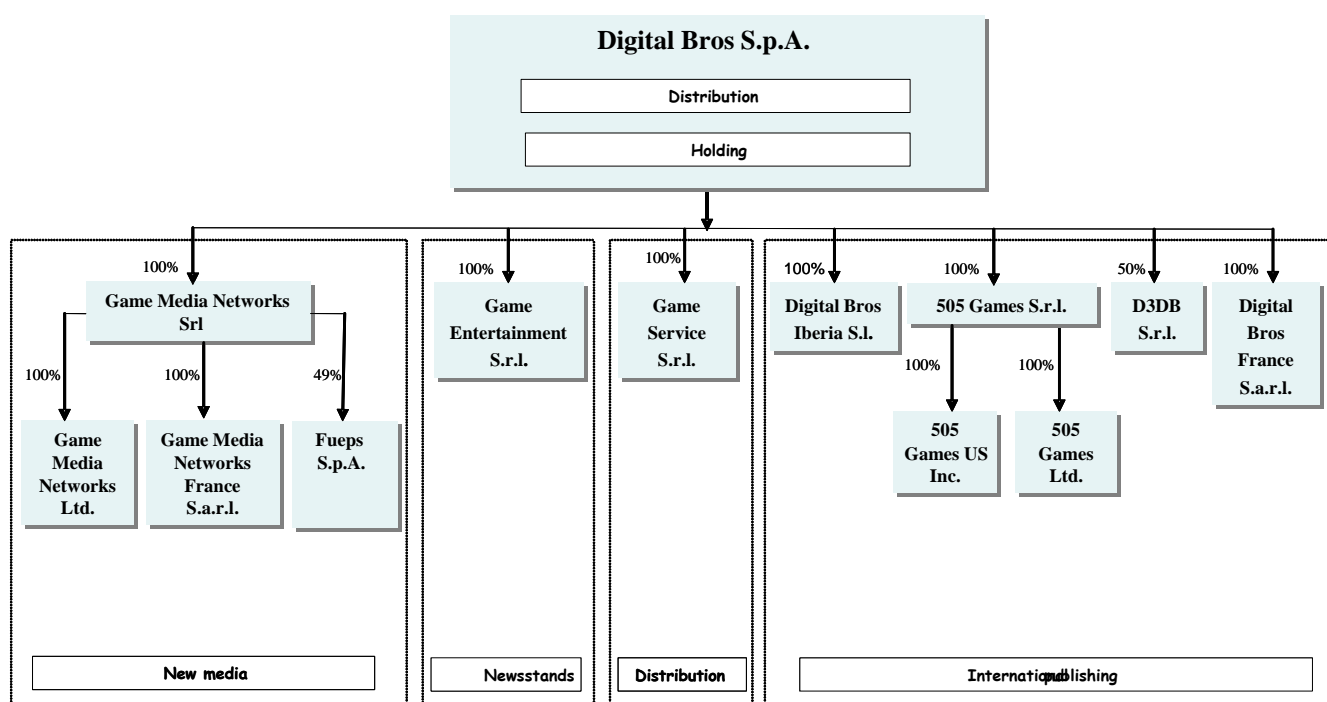 Digital Bros S.p.A.
Distribution
Holding
100%
100%
100%
100%
100%
50%
100%
Game Media Networks
Srl
Game
Entertainment
S.r.l.
Game
Service
S.r.l.
Digital Bros
Iberia S.l.
505 Games S.r.l.
D3DB
S.r.l.
Digital
Bros
France
S.a.r.l.
100%
100%
49%
100%
100%
Game
Media
Networks
Ltd.
Game Media
Networks
France
S.a.r.l.
Fueps
S.p.A.
505
Games US
Inc.
505
Games
Ltd.
New media
Newsstands
Distribution
International publishing